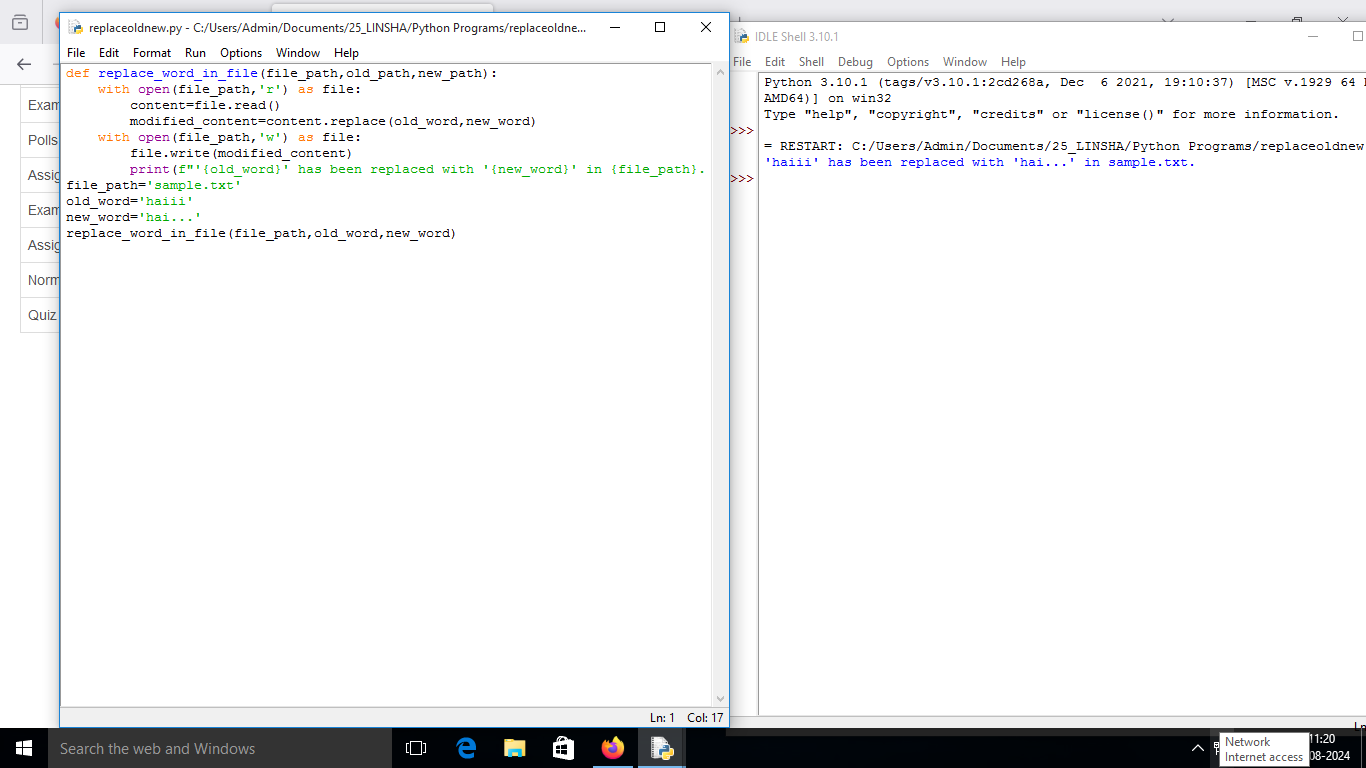 Exam
Polls
Assig
Exam
Assig
Norm
Quiz
replaceoldnew.py - C:/Users/Admin/Documents/25_LINSHA/Python Programs/replaceoldne...
File Edit Format Run Options Window Help
def replace_word_in_file(file_path,old_path,new_path):
    with open(file_path,'r') as file:
        content=file.read()
        modified_content=content.replace(old_word,new_word)
    with open(file_path,'w') as file:
        file.write(modified_content)
        print(f"'{old_word}' has been replaced with '{new_word}' in {file_path}.
file_path='sample.txt'
old_word='haiii'
new_word='hai...'
replace_word_in_file(file_path,old_word,new_word)
Ln: 1 Col: 17
IDLE Shell 3.10.1
File Edit Shell Debug Options Window Help
Python 3.10.1 (tags/v3.10.1:2cd268a, Dec  6 2021, 19:10:37) [MSC v.1929 64
AMD64)] on win32
Type "help", "copyright", "credits" or "license()" for more information.
>>>
= RESTART: C:/Users/Admin/Documents/25_LINSHA/Python Programs/replaceoldnew
'haiii' has been replaced with 'hai...' in sample.txt.
>>>
Ln
Search the web and Windows
Network
Internet access
11:20
08-2024